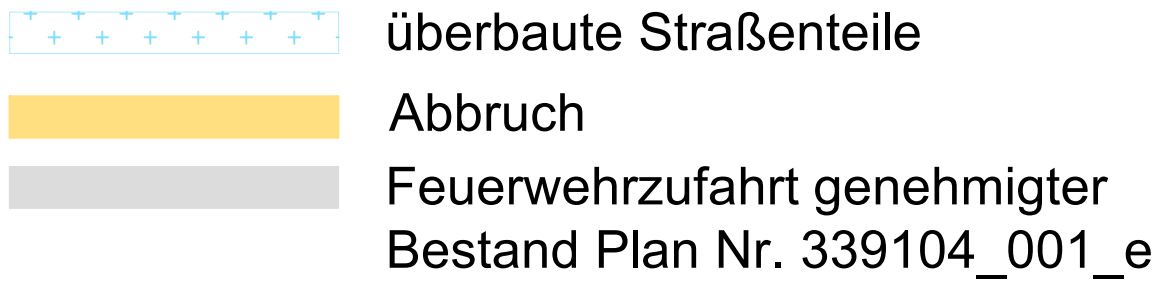 überbaute Straßenteile
Abbruch
Feuerwehrzufahrt genehmigter
Bestand Plan Nr. 339104_001_e